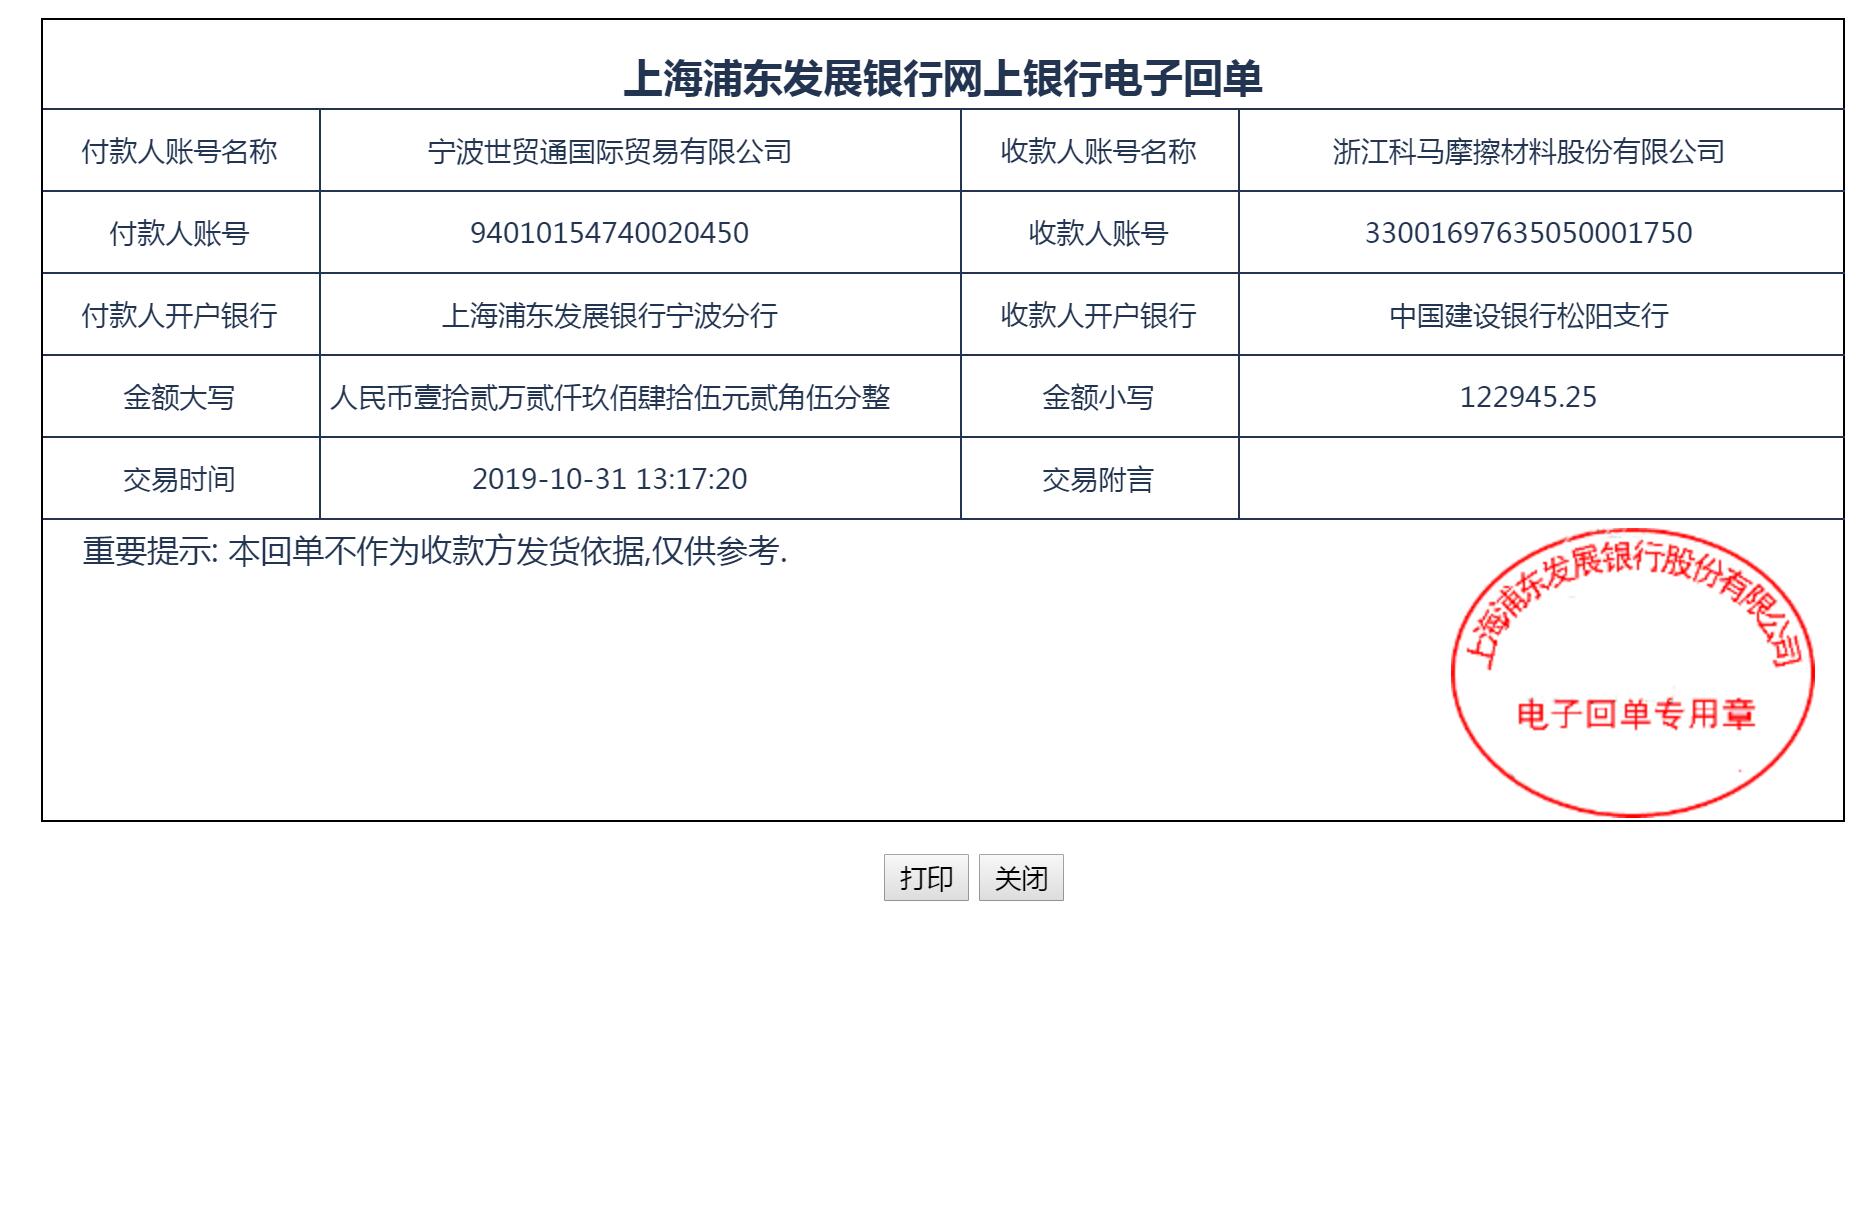 上海浦东发展银行网上银行电子回单
付款人账号名称 宁波世贸通国际贸易有限公司 收款人账号名称 浙江科马摩擦材料股份有限公司
付款人账号 94010154740020450 收款人账号 33001697635050001750
付款人开户银行 上海浦东发展银行宁波分行 收款人开户银行 中国建设银行松阳支行
金额大写 人民币壹拾贰万贰仟玖佰肆拾伍元贰角伍分整 金额小写 122945.25
交易时间 2019-10-31 13:17:20 交易附言
重要提示: 本回单不作为收款方发货依据,仅供参考.
上海浦东发展银行股份有限公司
电子回单专用章
打印 关闭